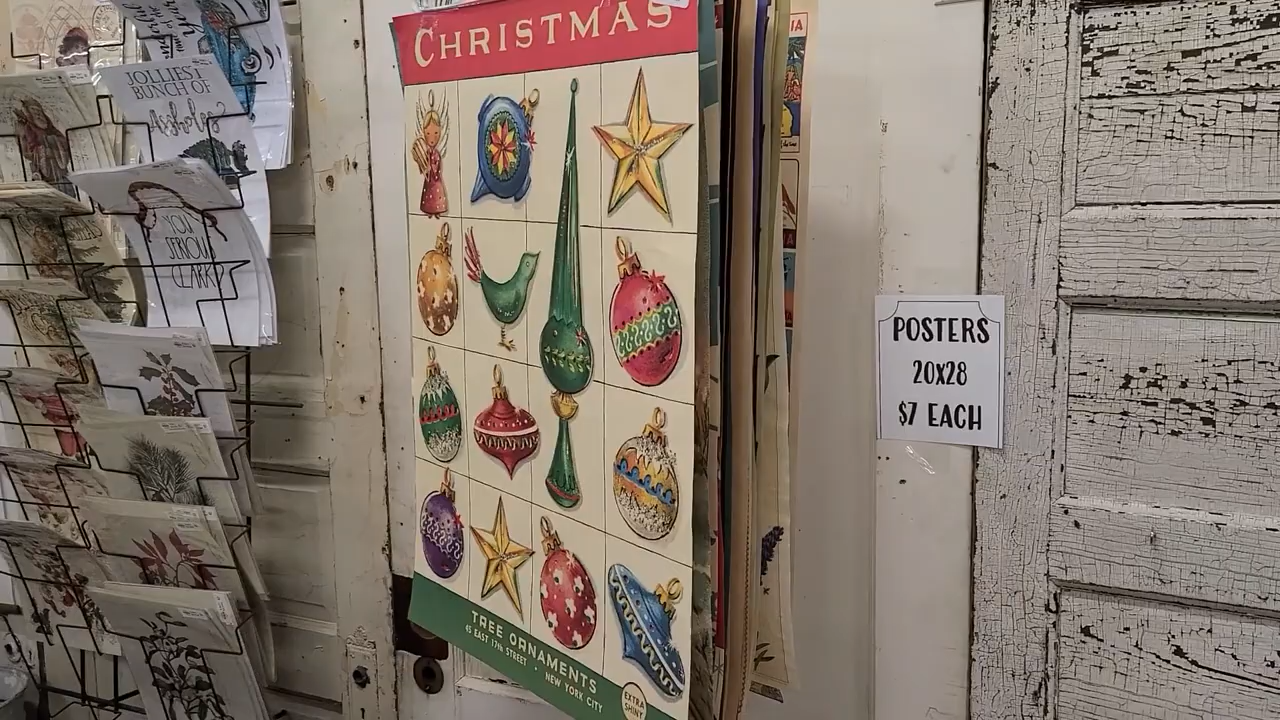 CHRISTMAS
JOLLIEST
BUNCH OF
Assholes
YOU
SERIOUS
CLARK?
POSTERS
20X28
$7 EACH
TREE ORNAMENTS
45 EAST 17th STREET • NEW YORK CITY
EXTRA
SHINY